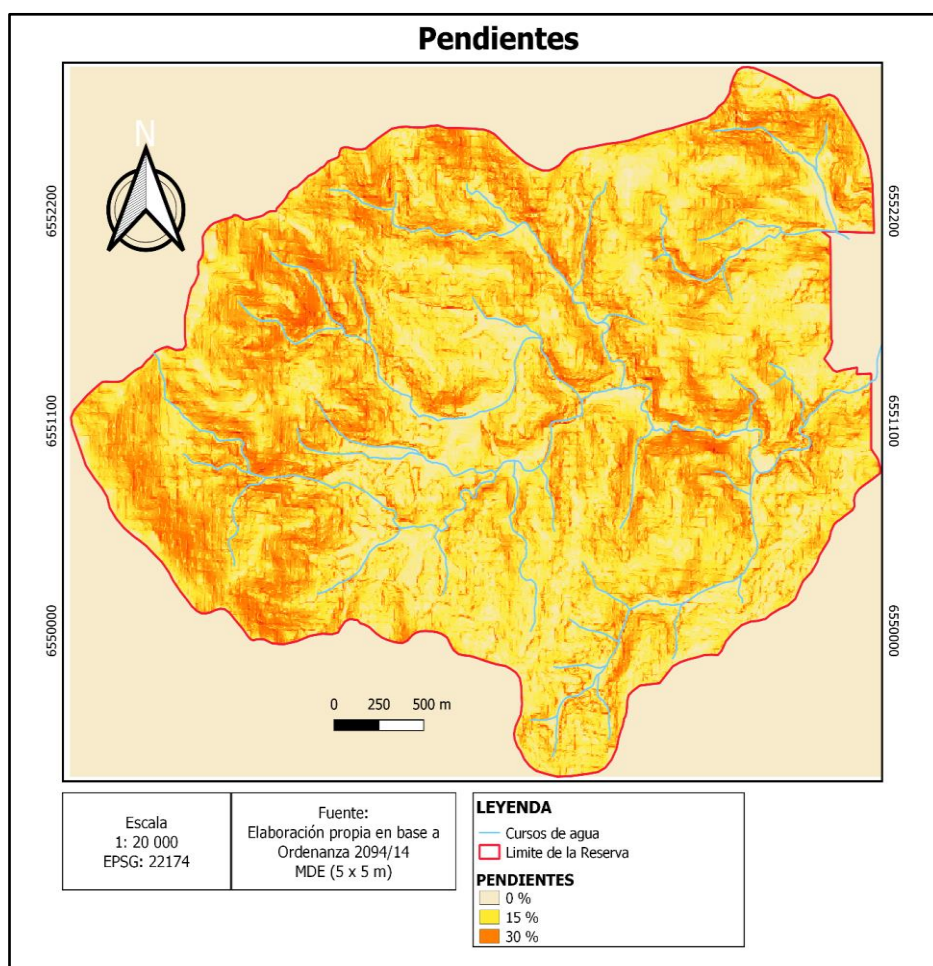 Pendientes
N
6552200
6552200
6551100
6551100
6550000
6550000
0 250 500 m
Escala
1: 20 000
EPSG: 22174
Fuente:
Elaboración propia en base a
Ordenanza 2094/14
MDE (5 x 5 m)
LEYENDA
Cursos de agua
Limite de la Reserva
PENDIENTES
0 %
15 %
30 %